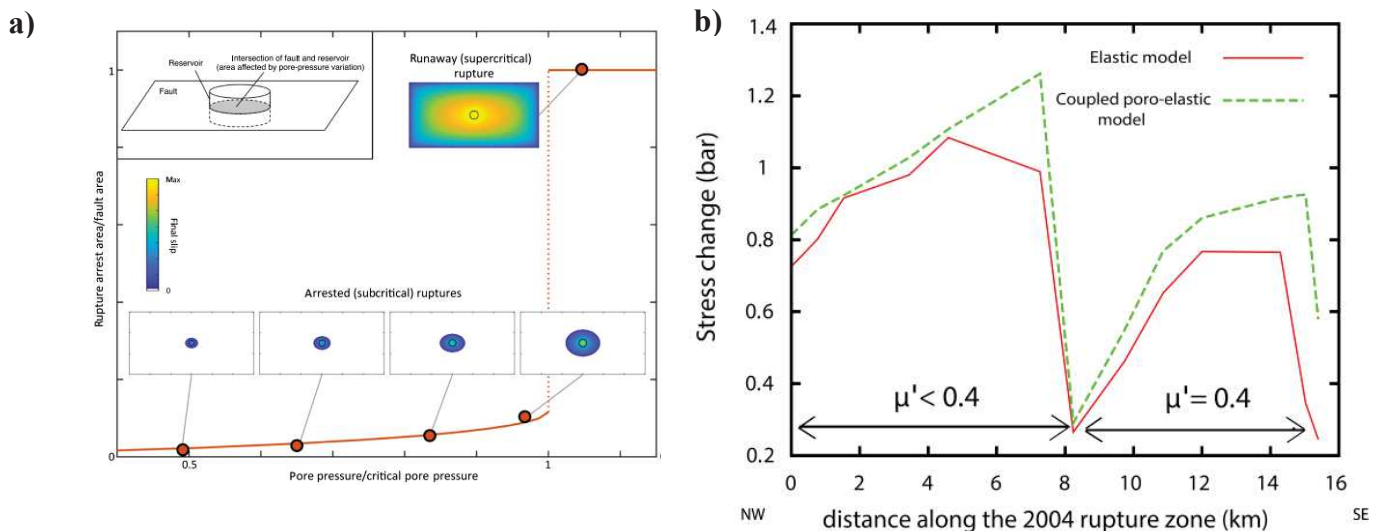 a)
Intersection of fault and reservoir
(area affected by pore-pressure variation)
Reservoir
Fault
Runaway (supercritical)
rupture
1
Max
Final slip
0
Rupture arrest area/fault area
Arrested (subcritical) ruptures
0
0.5
1
Pore pressure/critical pore pressure
b)
1.4
1.2
1
0.8
0.6
0.4
0.2
Stress change (bar)
Elastic model
Coupled poro-elastic
model
μ'< 0.4
μ'= 0.4
0
2
4
6
8
10
12
14
16
NW
distance along the 2004 rupture zone (km)
SE